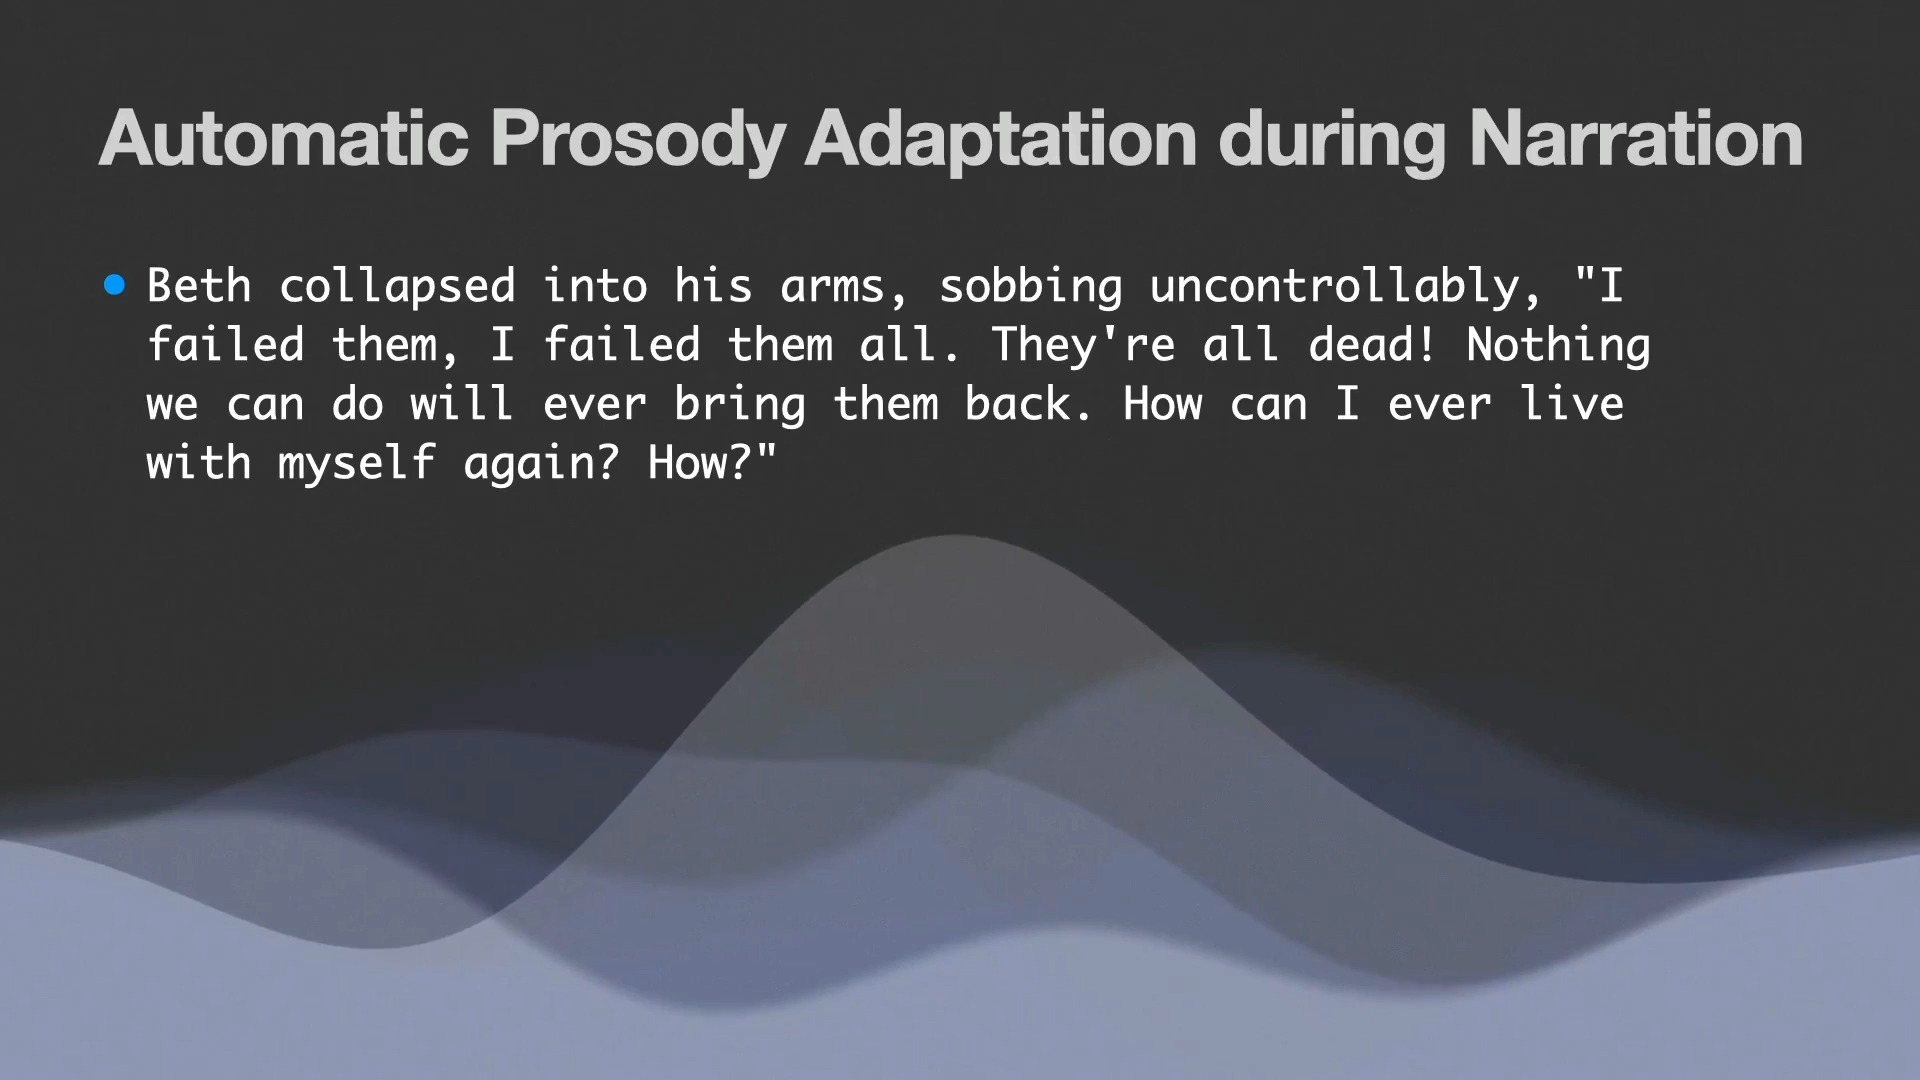 Automatic Prosody Adaptation during Narration
Beth collapsed into his arms, sobbing uncontrollably, "I
failed them, I failed them all. They're all dead! Nothing
we can do will ever bring them back. How can I ever live
with myself again? How?"